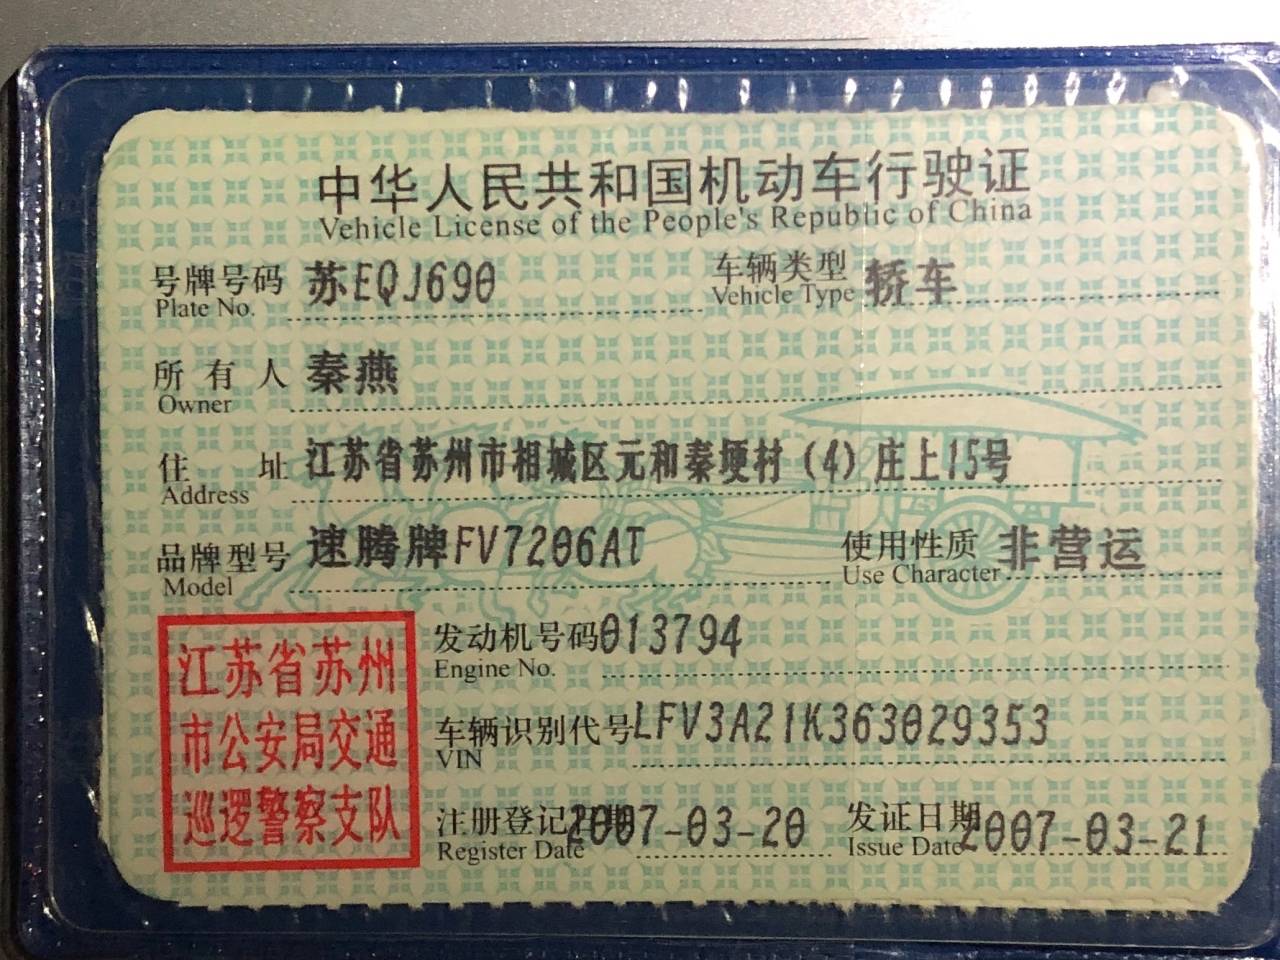 中华人民共和国机动车行驶证
Vehicle License of the People's Republic of China
号牌号码 苏EQJ690 车辆类型 轿车
Plate No. Vehicle Type
所有人 秦燕
Owner
住址 江苏省苏州市相城区元和秦埂村(4)庄上15号
Address
品牌型号 速腾牌FV7206AT 使用性质 非营运
Model Use Character
发动机号码 013794
Engine No.
车辆识别代号 LFV3A21K363029353
VIN
注册登记日期 2007-03-20 发证日期 2007-03-21
Register Date Issue Date
江苏省苏州
市公安局交通
巡逻警察支队